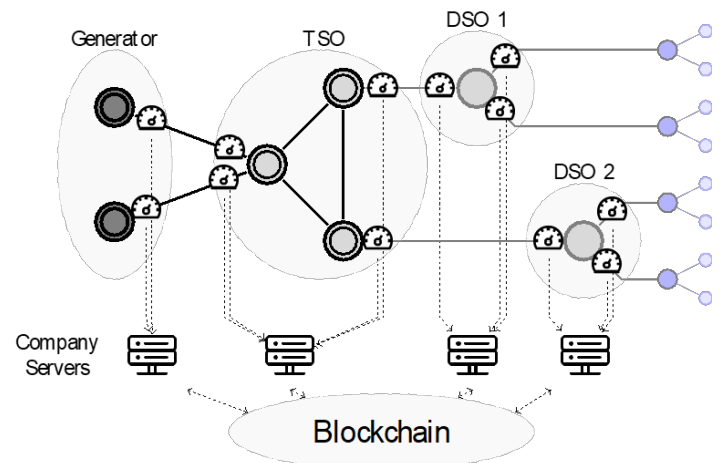 Generator
TSO
DSO 1
DSO 2
Company
Servers
Blockchain